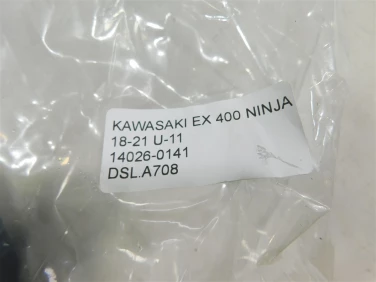 KAWASAKI EX 400 NINJA
18-21 U-11
14026-0141
DSL.A708